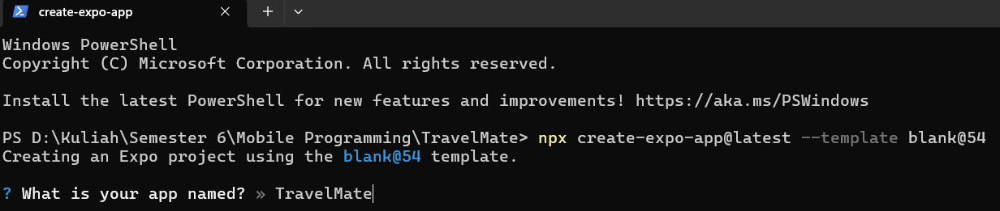 create-expo-app
Windows PowerShell
Copyright (C) Microsoft Corporation. All rights reserved.
Install the latest PowerShell for new features and improvements! https://aka.ms/PSWindows
PS D:\Kuliah\Semester 6\Mobile Programming\TravelMate> npx create-expo-app@latest --template blank@54
Creating an Expo project using the blank@54 template.
? What is your app named? » TravelMate